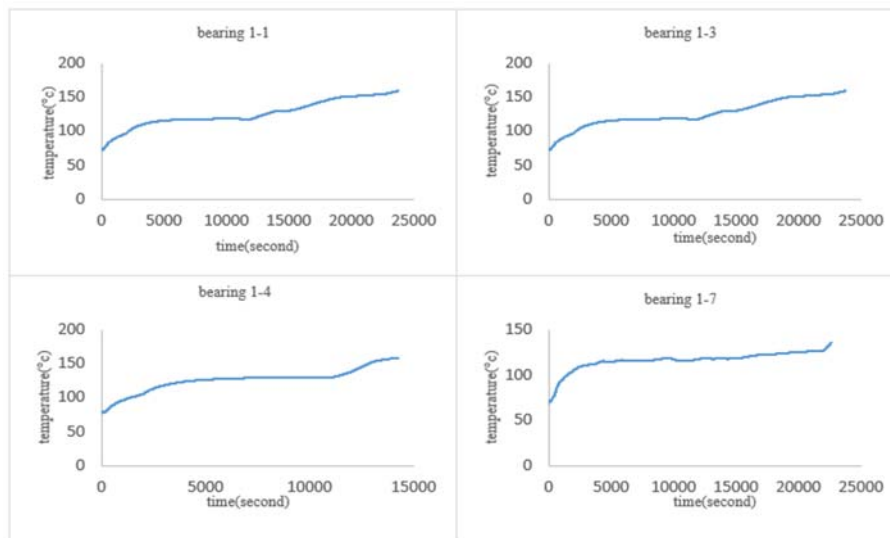 bearing 1-1
temperature(°c)
200
150
100
50
0
0 5000 10000 15000 20000 25000
time(second)
bearing 1-3
temperature(°c)
200
150
100
50
0
0 5000 10000 15000 20000 25000
time(second)
bearing 1-4
temperature(°c)
200
150
100
50
0
0 5000 10000 15000
time(second)
bearing 1-7
temperature(°c)
150
100
50
0
0 5000 10000 15000 20000 25000
time(second)